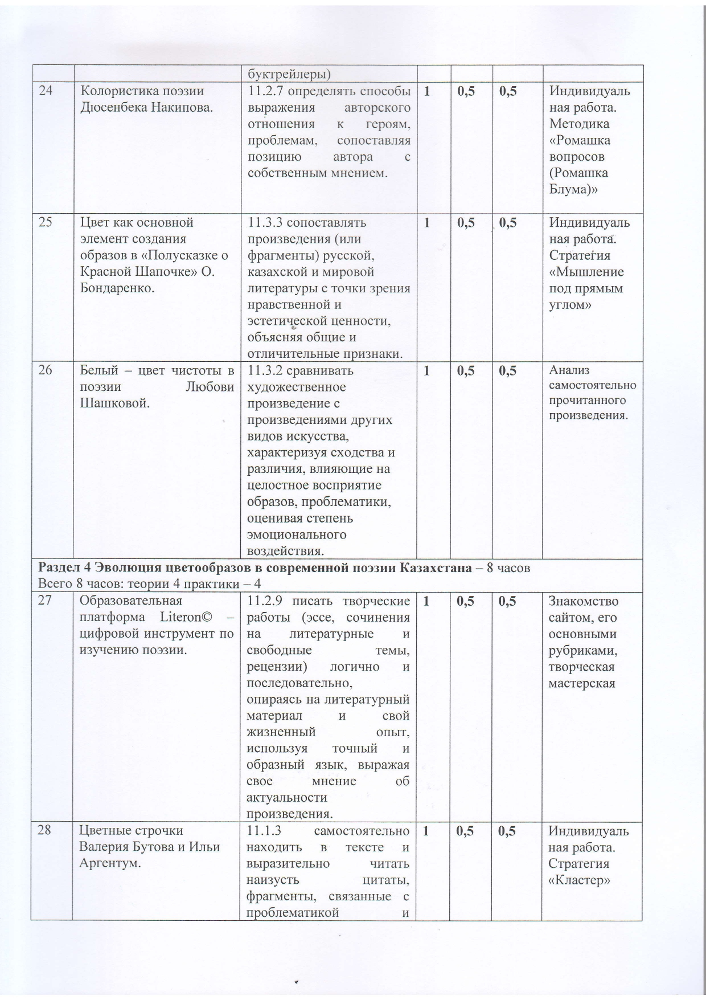 буктрейлеры)
24
Колористика поэзии
Дюсенбека Накипова.
11.2.7 определять способы
выражения авторского
отношения к героям,
проблемам, сопоставляя
позицию автора с
собственным мнением.
1
0,5
0,5
Индивидуаль
ная работа.
Методика
«Ромашка
вопросов
(Ромашка
Блума)»
25
Цвет как основной
элемент создания
образов в «Полусказке о
Красной Шапочке» О.
Бондаренко.
11.3.3 сопоставлять
произведения (или
фрагменты) русской,
казахской и мировой
литературы с точки зрения
нравственной и
эстетической ценности,
объясняя общие и
отличительные признаки.
1
0,5
0,5
Индивидуаль
ная работа.
Стратегия
«Мышление
под прямым
углом»
26
Белый – цвет чистоты в
поэзии Любови
Шашковой.
11.3.2 сравнивать
художественное
произведение с
произведениями других
видов искусства,
характеризуя сходства и
различия, влияющие на
целостное восприятие
образов, проблематики,
оценивая степень
эмоционального
воздействия.
1
0,5
0,5
Анализ
самостоятельно
прочитанного
произведения.
Раздел 4 Эволюция цветообразов в современной поэзии Казахстана – 8 часов
Всего 8 часов: теории 4 практики – 4
27
Образовательная
платформа Literon© –
цифровой инструмент по
изучению поэзии.
11.2.9 писать творческие
работы (эссе, сочинения
на литературные и
свободные темы,
рецензии) логично и
последовательно,
опираясь на литературный
материал и свой
жизненный опыт,
используя точный и
образный язык, выражая
свое мнение об
актуальности
произведения.
1
0,5
0,5
Знакомство
сайтом, его
основными
рубриками,
творческая
мастерская
28
Цветные строчки
Валерия Бутова и Ильи
Аргентум.
11.1.3 самостоятельно
находить в тексте и
выразительно читать
наизусть цитаты,
фрагменты, связанные с
проблематикой и
1
0,5
0,5
Индивидуаль
ная работа.
Стратегия
«Кластер»